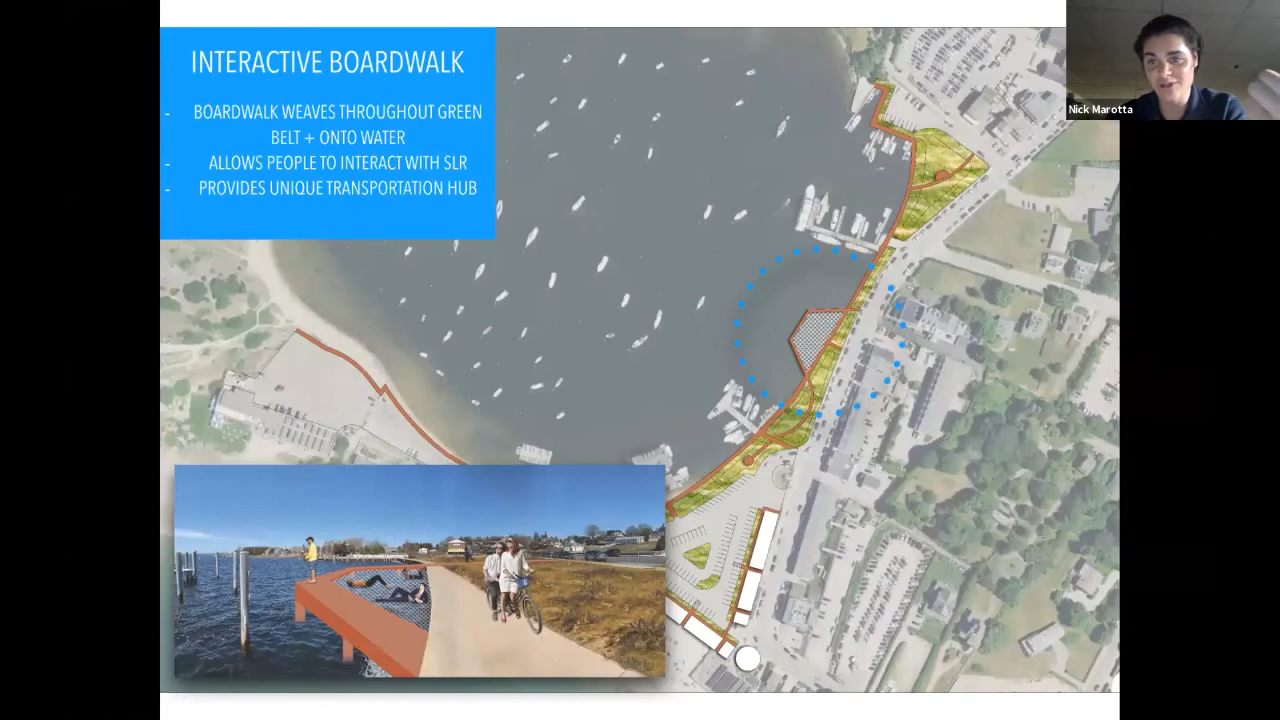 INTERACTIVE BOARDWALK
- BOARDWALK WEAVES THROUGHOUT GREEN
BELT + ONTO WATER
- ALLOWS PEOPLE TO INTERACT WITH SLR
- PROVIDES UNIQUE TRANSPORTATION HUB
Nick Marotta